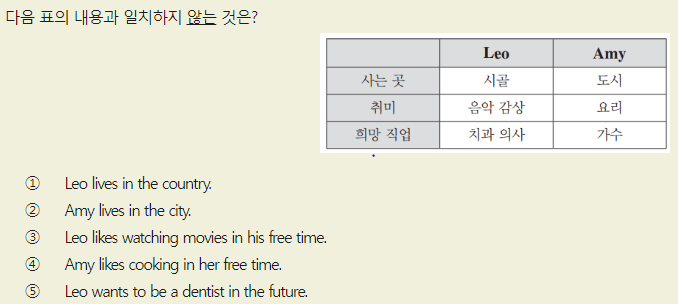 다음 표의 내용과 일치하지 않는 것은?
Leo Amy
사는 곳 시골 도시
취미 음악 감상 요리
희망 직업 치과 의사 가수
① Leo lives in the country.
② Amy lives in the city.
③ Leo likes watching movies in his free time.
④ Amy likes cooking in her free time.
⑤ Leo wants to be a dentist in the future.